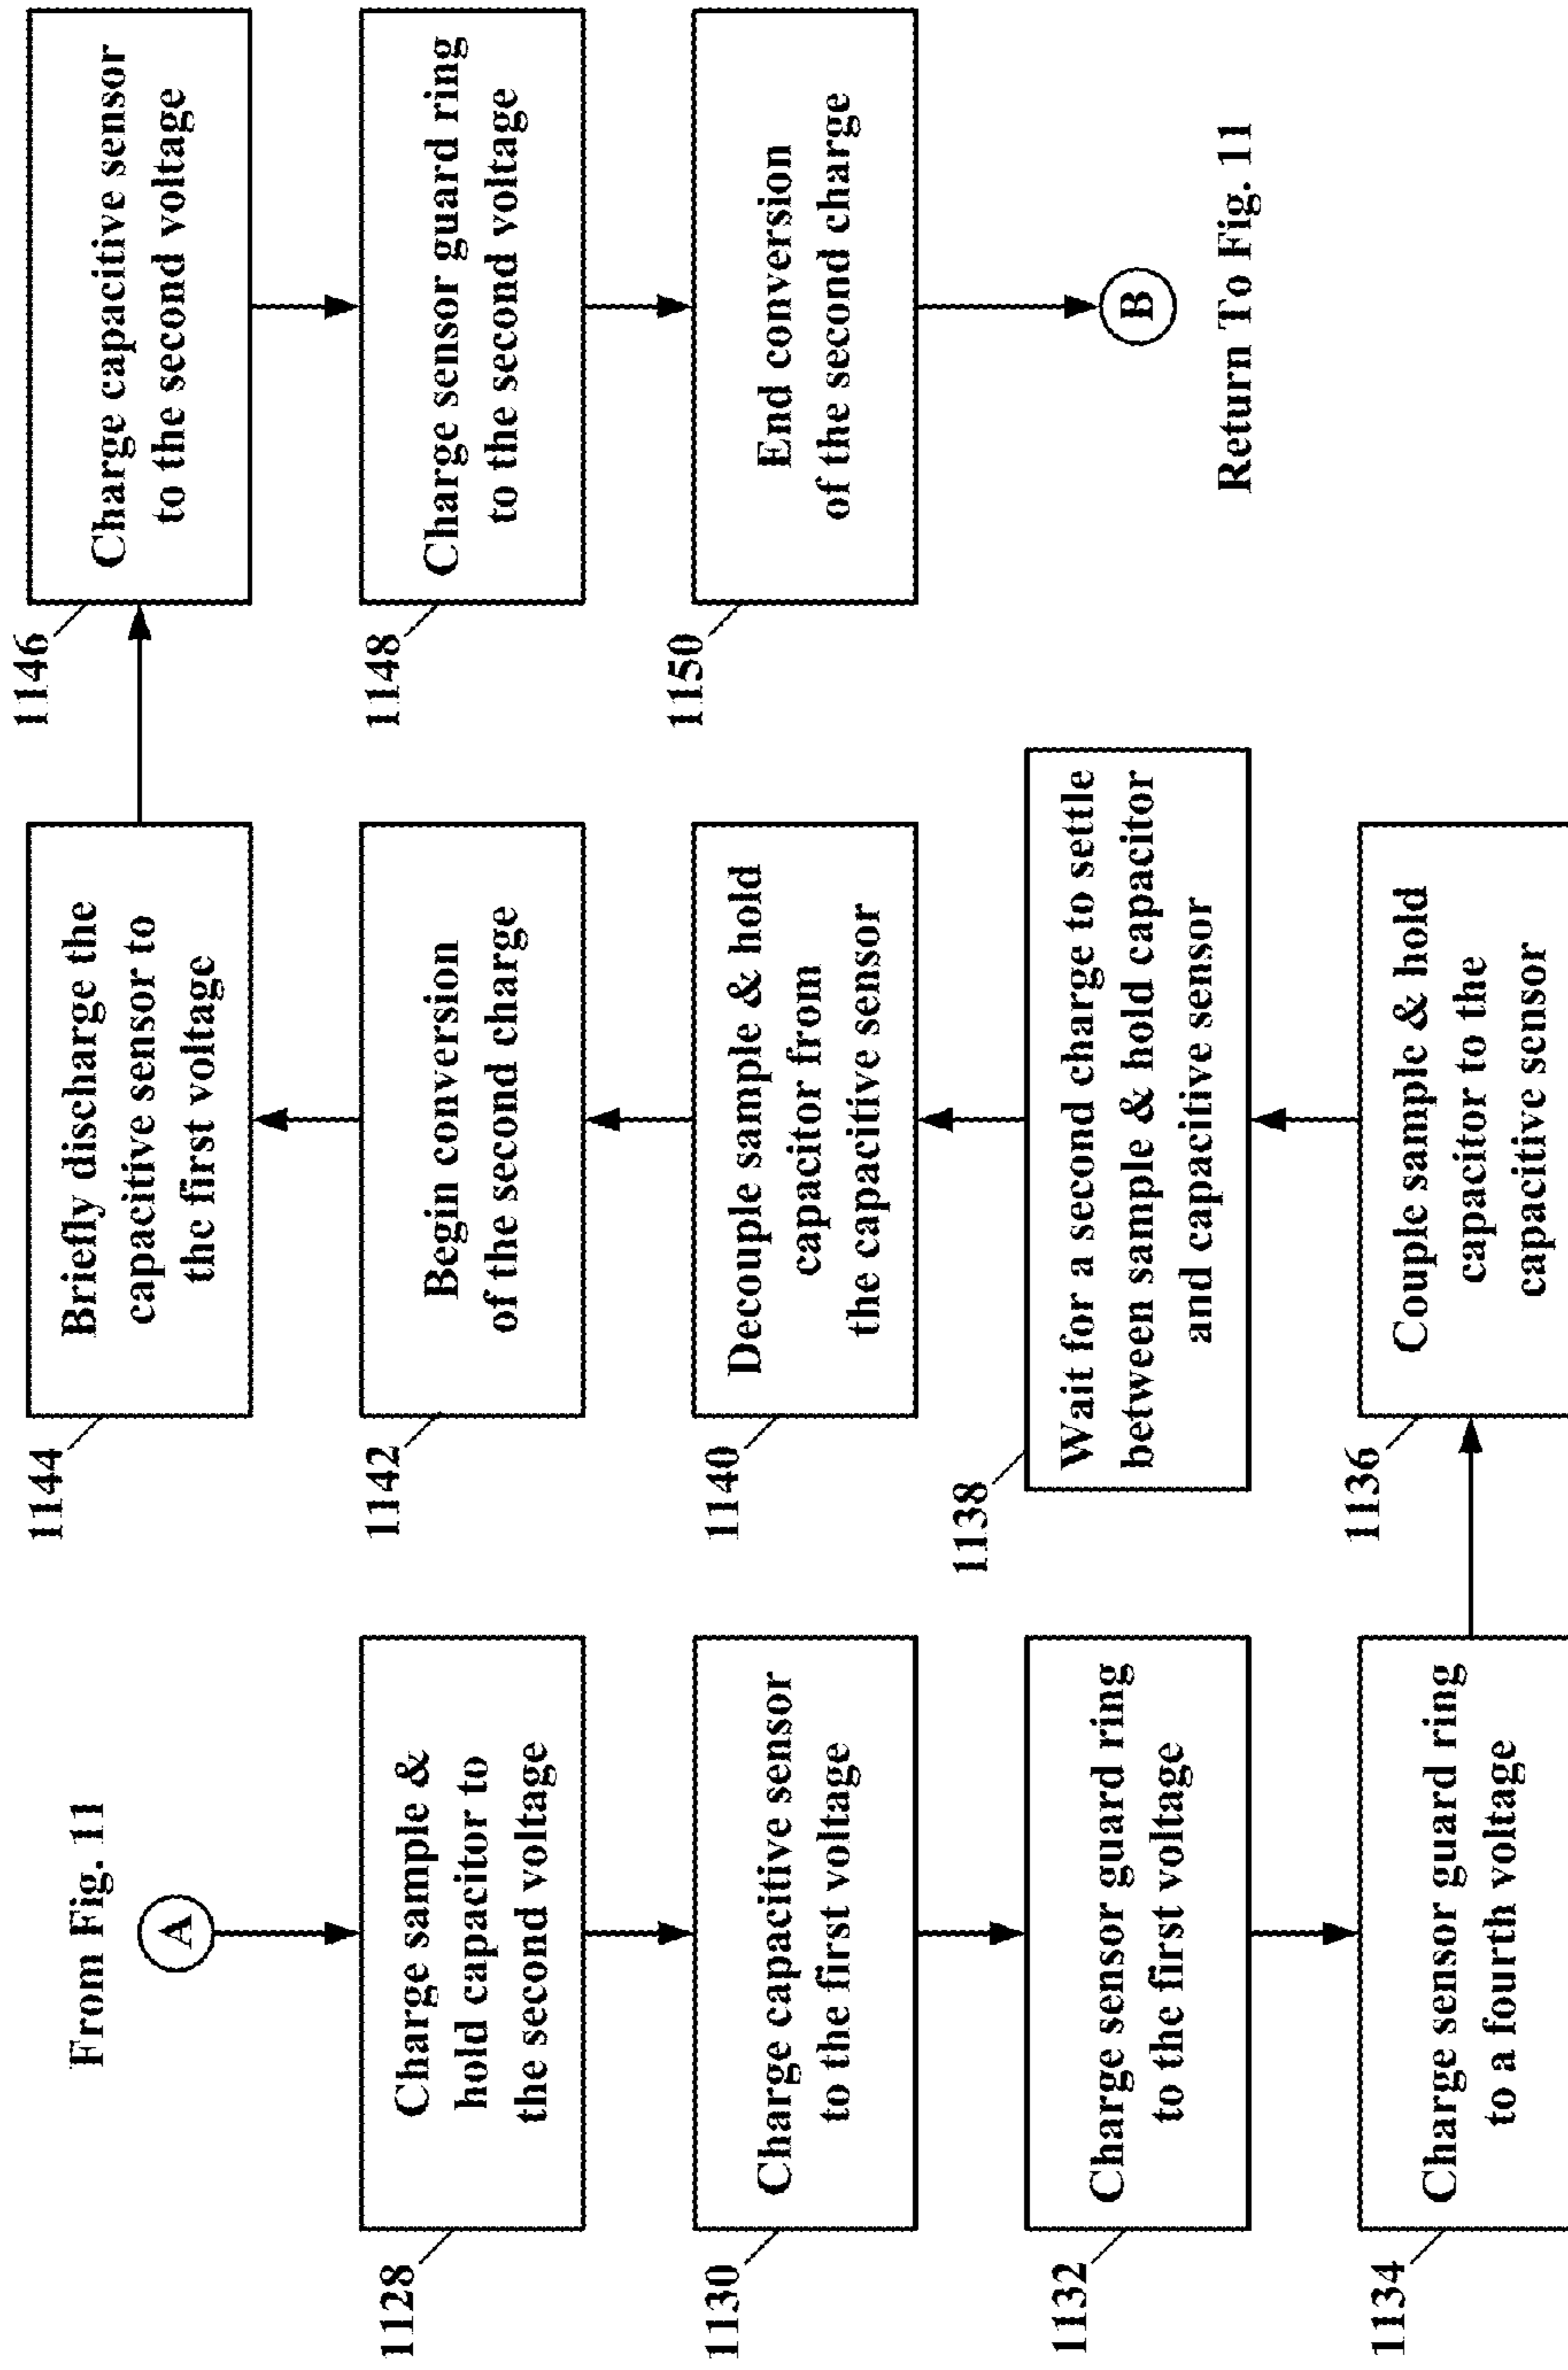 From Fig. 11
A
1128
Charge sample &
hold capacitor to
the second voltage
1130
Charge capacitive sensor
to the first voltage
1132
Charge sensor guard ring
to the first voltage
1134
Charge sensor guard ring
to a fourth voltage
1136
Couple sample & hold
capacitor to the
capacitive sensor
1138
Wait for a second charge to settle
between sample & hold capacitor
and capacitive sensor
1140
Decouple sample & hold
capacitor from
the capacitive sensor
1142
Begin conversion
of the second charge
1144
Briefly discharge the
capacitive sensor to
the first voltage
1146
Charge capacitive sensor
to the second voltage
1148
Charge sensor guard ring
to the second voltage
1150
End conversion
of the second charge
B
Return To Fig. 11